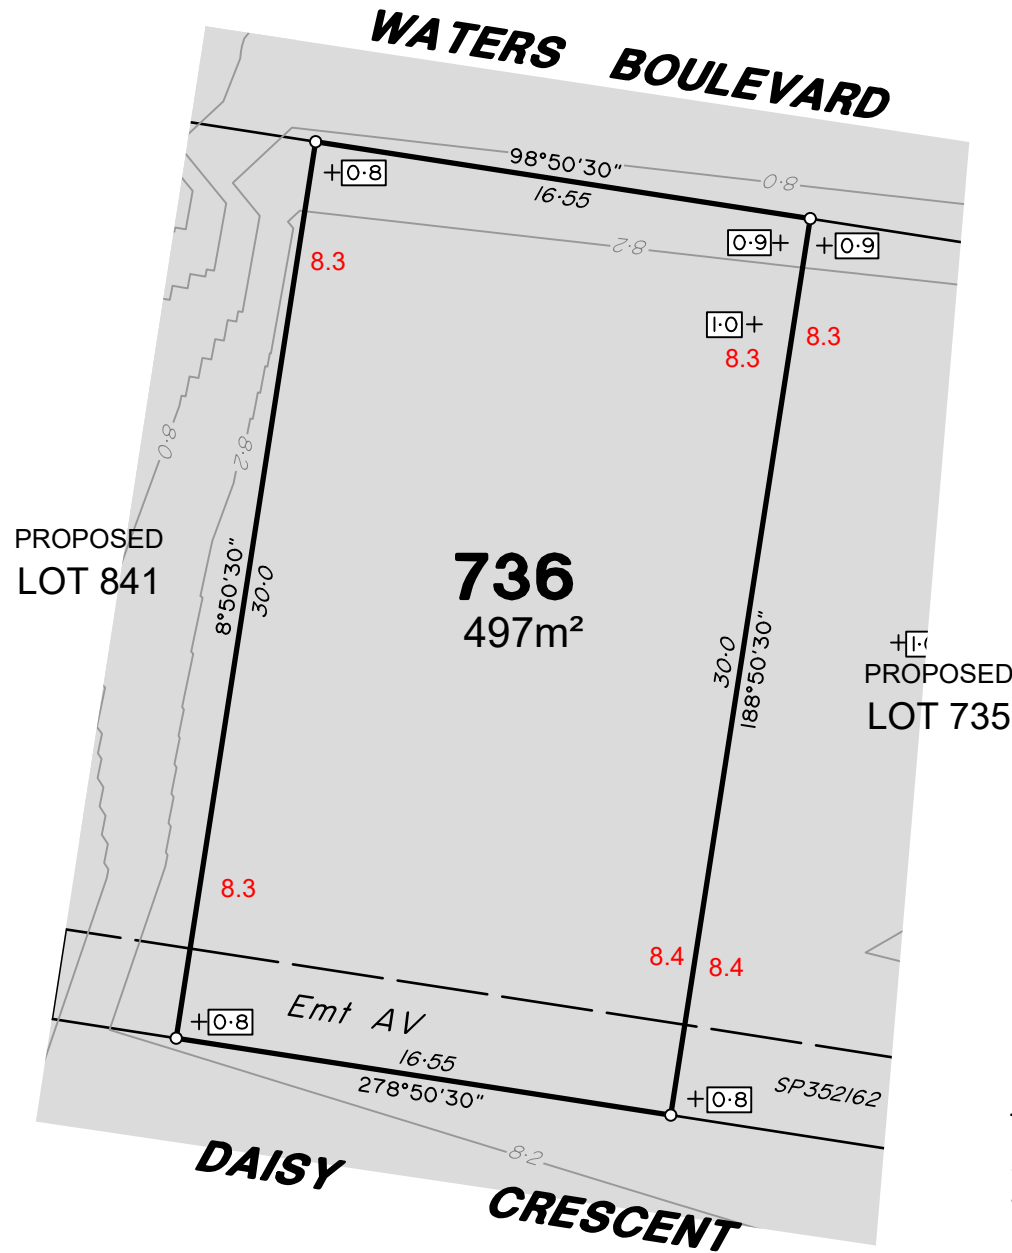 WATERS BOULEVARD
98°50'30"
16·55
8·0
0·8
8·2
0·9
0·9
8.3
1·0
8.3
8.3
8·0
8·2
PROPOSED
LOT 841
8°50'30"
30·0
736
497m²
30·0
188°50'30"
PROPOSED
LOT 735
8.3
8.4
8.4
Emt AV
0·8
16·55
278°50'30"
SP352162
0·8
8·2
DAISY CRESCENT